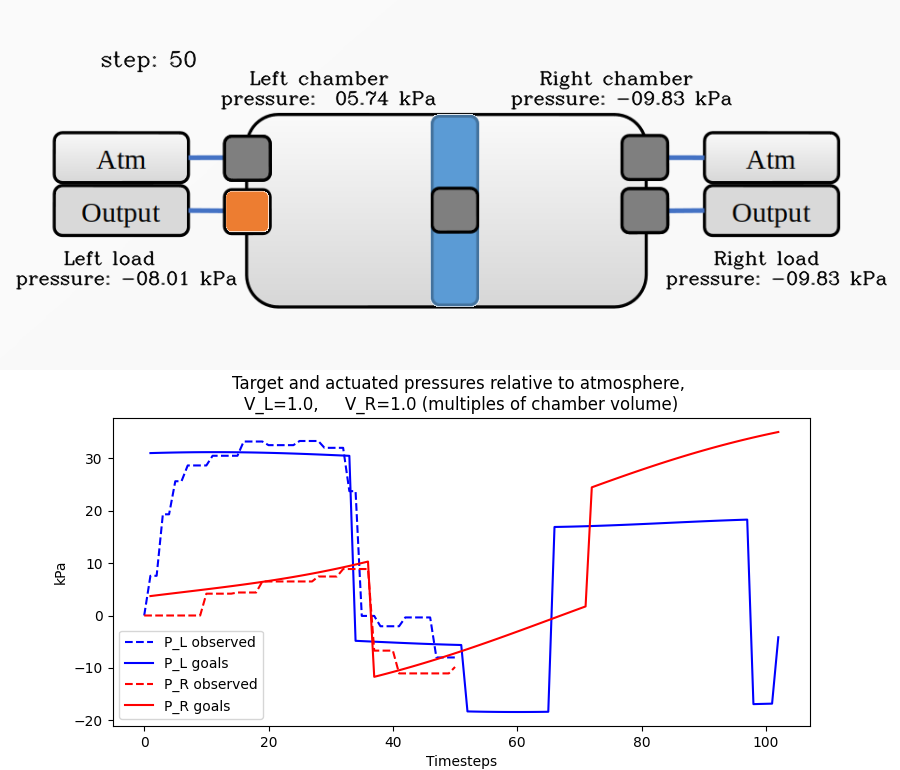 step: 50
Left chamber
pressure:  05.74 kPa
Right chamber
pressure: −09.83 kPa
Atm
Output
Atm
Output
Left load
pressure: −08.01 kPa
Right load
pressure: −09.83 kPa
Target and actuated pressures relative to atmosphere,
V_L=1.0,     V_R=1.0 (multiples of chamber volume)
kPa
30
20
10
0
−10
−20
P_L observed
P_L goals
P_R observed
P_R goals
0 20 40 60 80 100
Timesteps